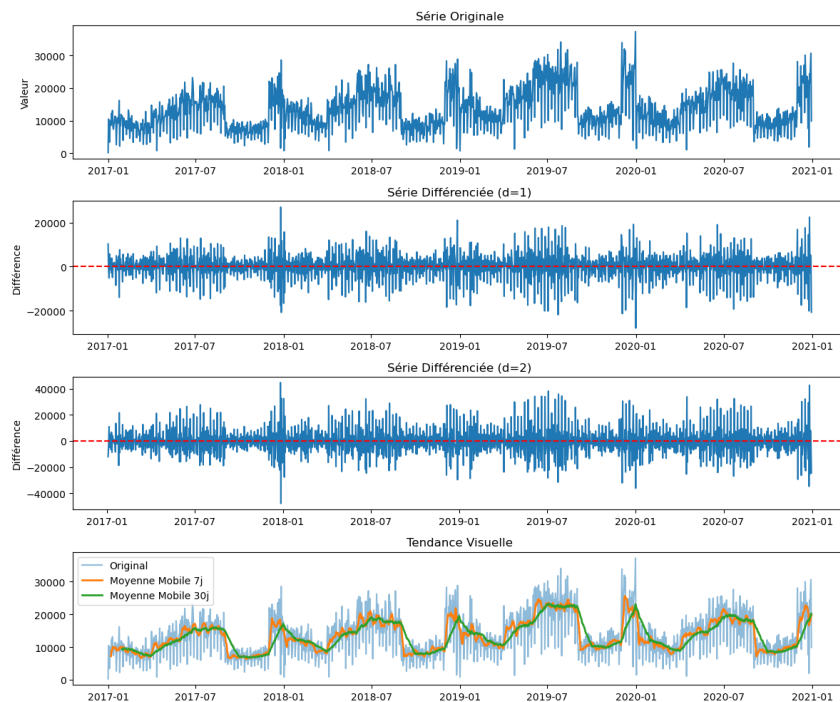 Série Originale
Valeur
30000
20000
10000
0
2017-01 2017-07 2018-01 2018-07 2019-01 2019-07 2020-01 2020-07 2021-01
Série Différenciée (d=1)
Différence
20000
0
−20000
2017-01 2017-07 2018-01 2018-07 2019-01 2019-07 2020-01 2020-07 2021-01
Série Différenciée (d=2)
Différence
40000
20000
0
−20000
−40000
2017-01 2017-07 2018-01 2018-07 2019-01 2019-07 2020-01 2020-07 2021-01
Tendance Visuelle
Original
Moyenne Mobile 7j
Moyenne Mobile 30j
30000
20000
10000
0
2017-01 2017-07 2018-01 2018-07 2019-01 2019-07 2020-01 2020-07 2021-01